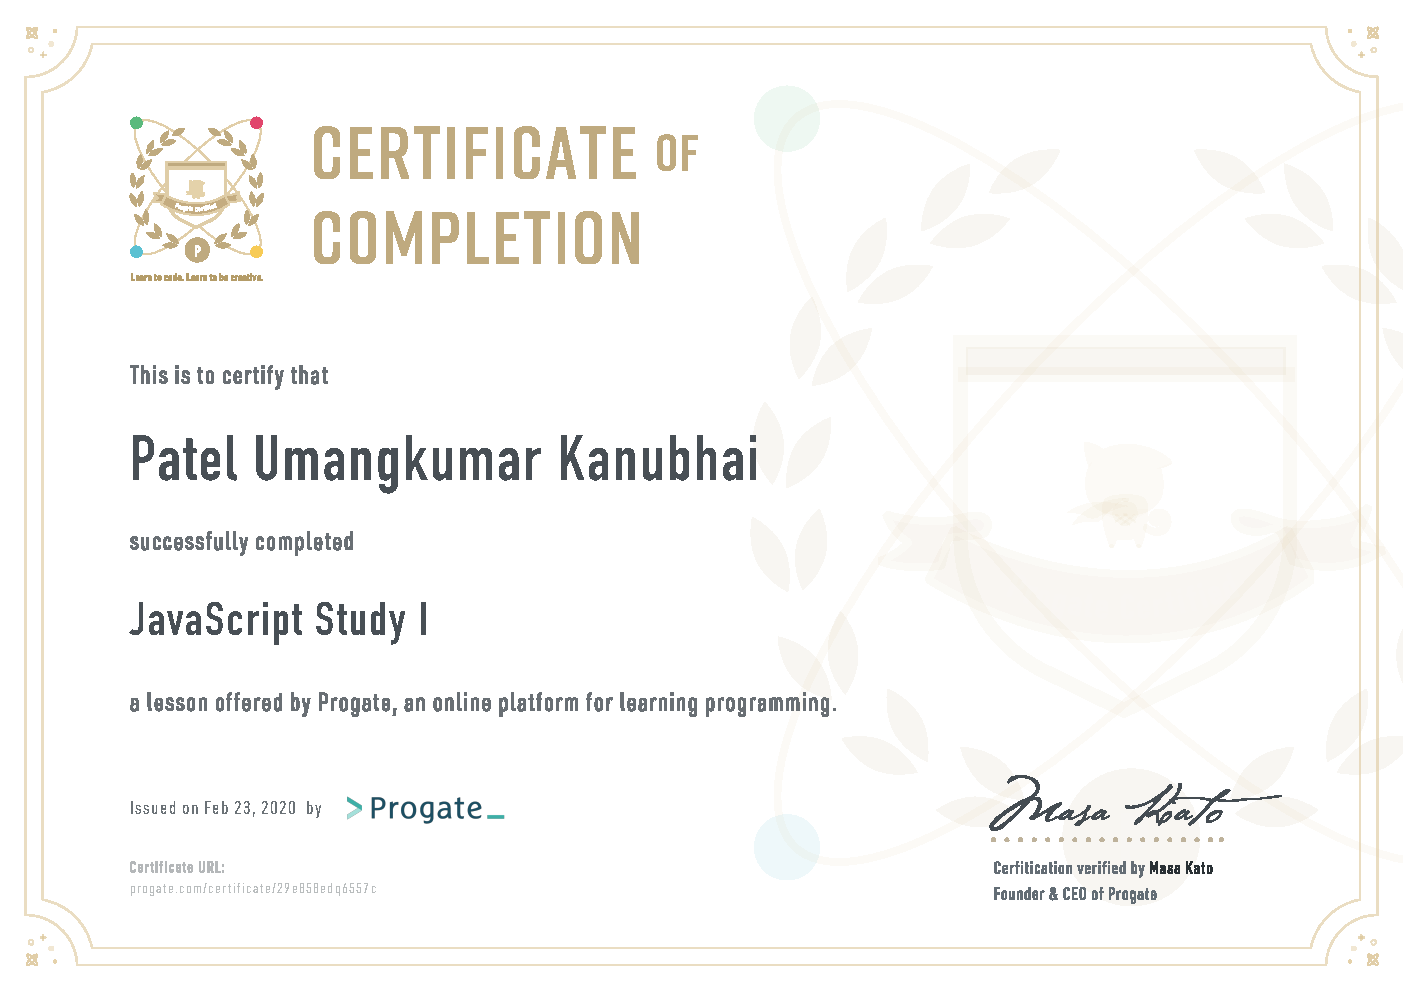 CERTIFICATE OF
COMPLETION
Learn to code. Learn to be creative.
This is to certify that
Patel Umangkumar Kanubhai
successfully completed
JavaScript Study I
a lesson offered by Progate, an online platform for learning programming.
Issued on Feb 23, 2020 by Progate
Masa Kato
Certificate URL:
progate.com/certificate/29e858edq6557c
Cerfitication verified by Masa Kato
Founder & CEO of Progate